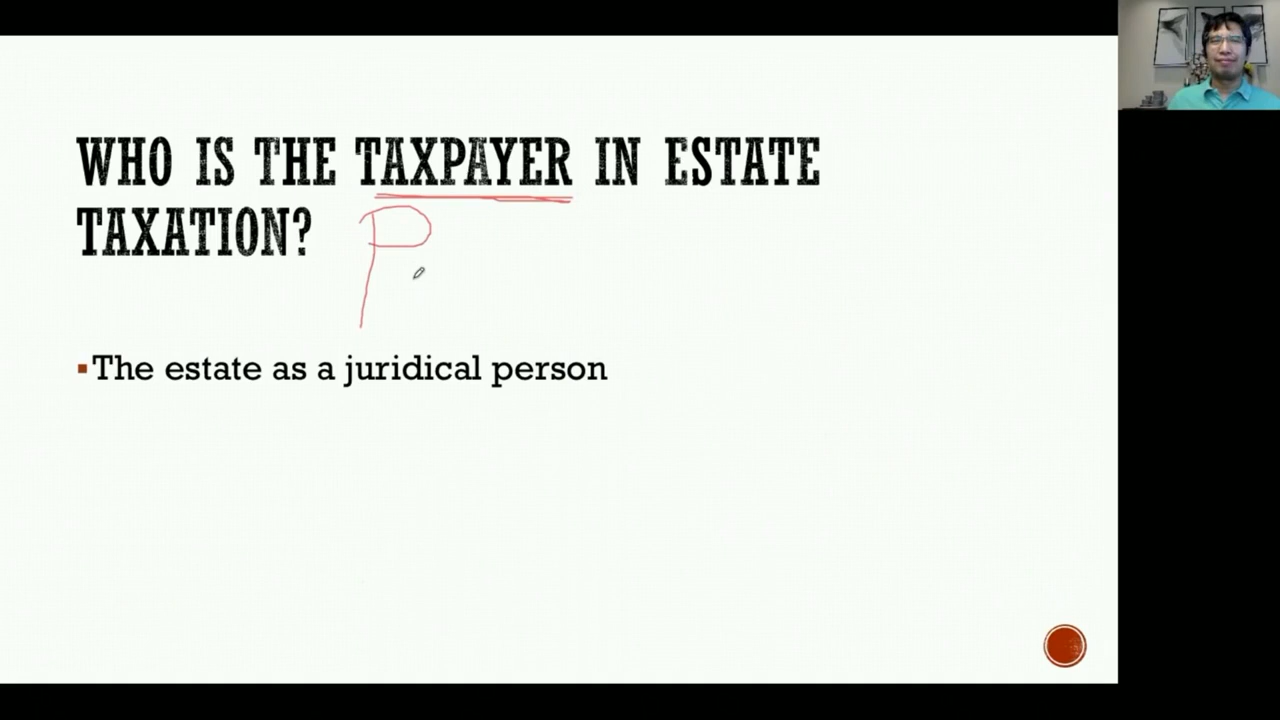 WHO IS THE TAXPAYER IN ESTATE
TAXATION?
P
The estate as a juridical person